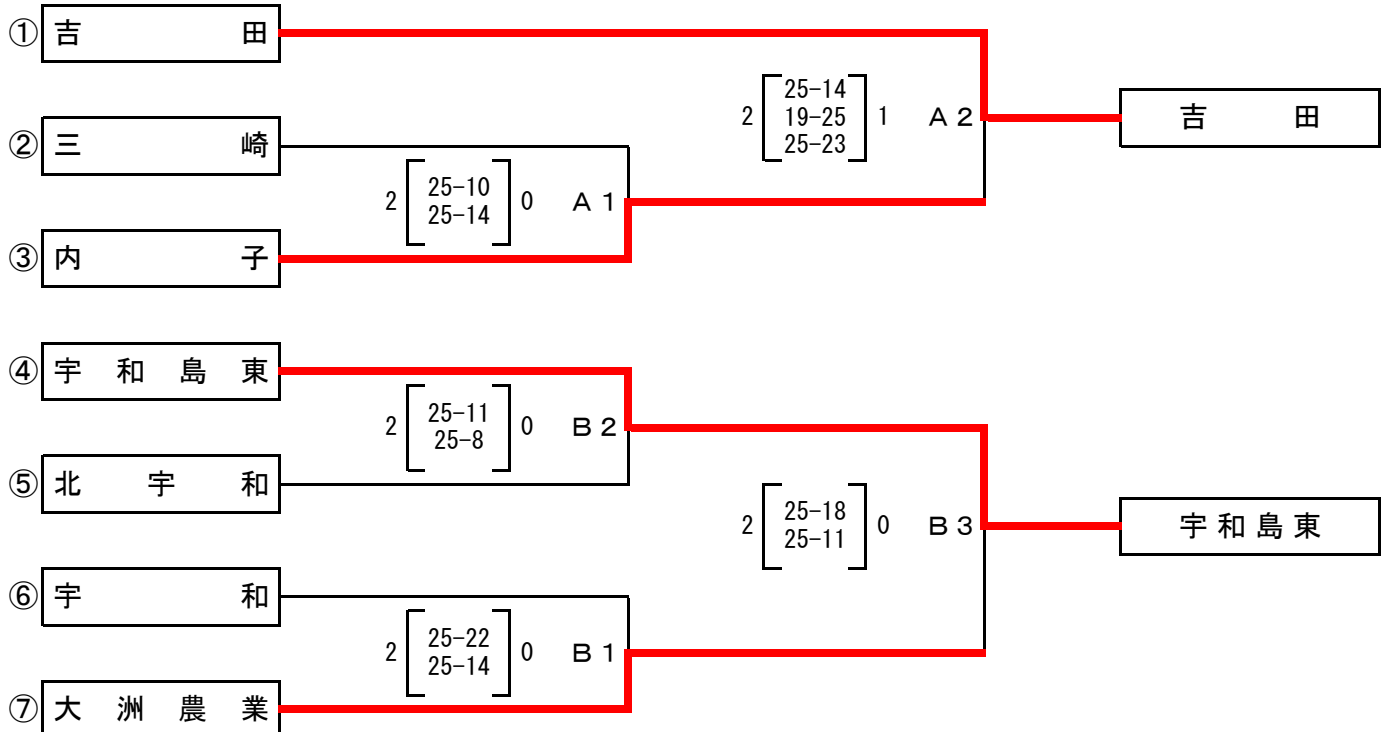 ① 吉田
25-14
2 19-25 1 A2 吉田
25-23
② 三崎
2 25-10 0 A1
25-14
③ 内子
④ 宇和島東
2 25-11 0 B2
25-8
⑤ 北宇和
2 25-18 0 B3 宇和島東
25-11
⑥ 宇和
2 25-22 0 B1
25-14
⑦ 大洲農業